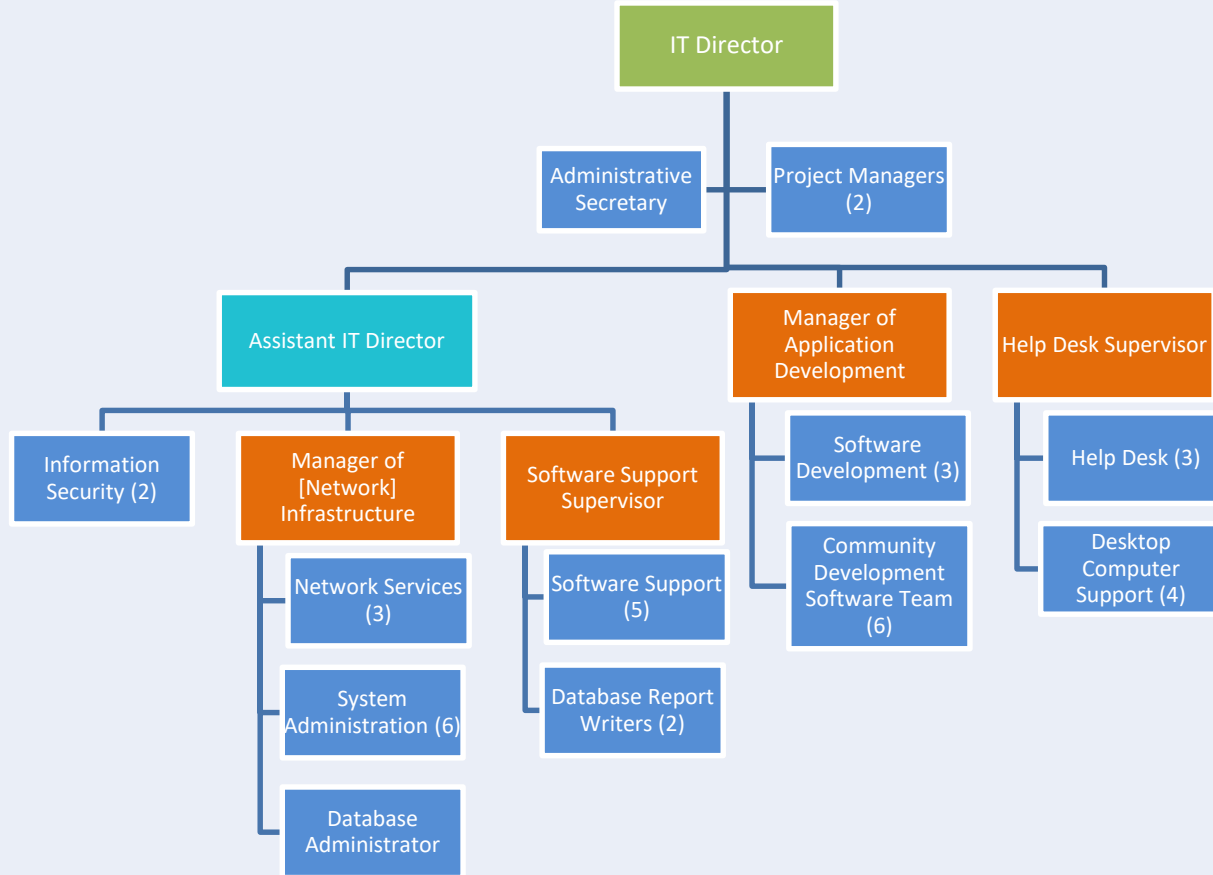 IT Director
Administrative
Secretary
Project Managers
(2)
Assistant IT Director
Manager of
Application
Development
Help Desk Supervisor
Information
Security (2)
Manager of
[Network]
Infrastructure
Software Support
Supervisor
Software
Development (3)
Help Desk (3)
Network Services
(3)
Software Support
(5)
Community
Development
Software Team
(6)
Desktop
Computer
Support (4)
System
Administration (6)
Database Report
Writers (2)
Database
Administrator